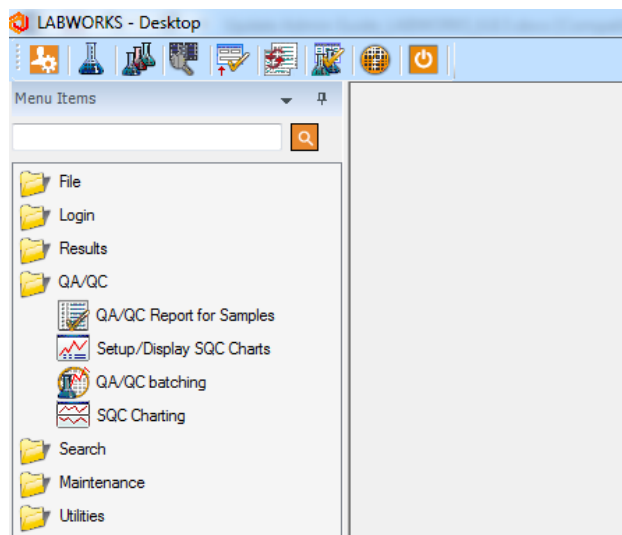 LABWORKS - Desktop
Menu Items
File
Login
Results
QA/QC
QA/QC Report for Samples
Setup/Display SQC Charts
QA/QC batching
SQC Charting
Search
Maintenance
Utilities